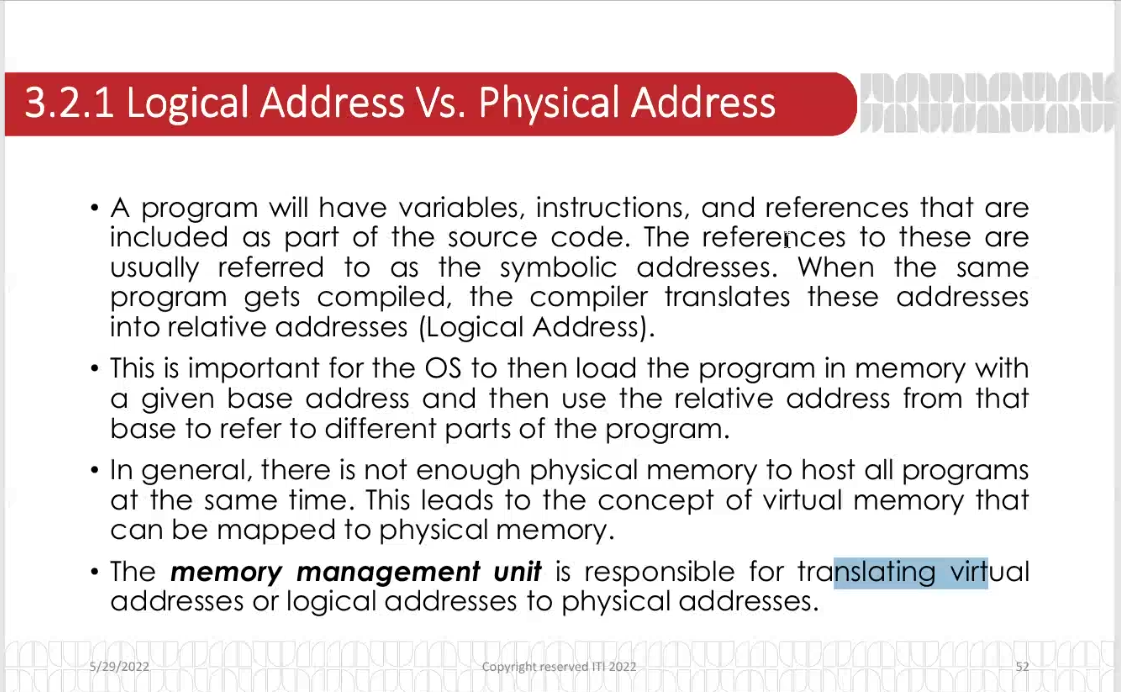 3.2.1 Logical Address Vs. Physical Address
• A program will have variables, instructions, and references that are
included as part of the source code. The references to these are
usually referred to as the symbolic addresses. When the same
program gets compiled, the compiler translates these addresses
into relative addresses (Logical Address).
• This is important for the OS to then load the program in memory with
a given base address and then use the relative address from that
base to refer to different parts of the program.
• In general, there is not enough physical memory to host all programs
at the same time. This leads to the concept of virtual memory that
can be mapped to physical memory.
• The memory management unit is responsible for translating virtual
addresses or logical addresses to physical addresses.
5/29/2022 Copyright reserved ITI 2022 52